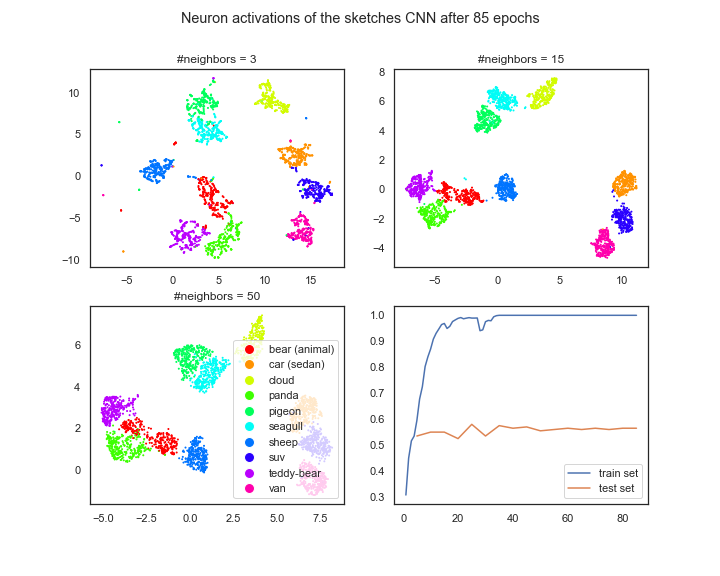 Neuron activations of the sketches CNN after 85 epochs
#neighbors = 3
10
5
0
−5
−10
−5
0
5
10
15
#neighbors = 15
8
6
4
2
0
−2
−4
−5
0
5
10
#neighbors = 50
6
4
2
0
−5.0
−2.5
0.0
2.5
5.0
7.5
bear (animal)
car (sedan)
cloud
panda
pigeon
seagull
sheep
suv
teddy-bear
van
1.0
0.9
0.8
0.7
0.6
0.5
0.4
0.3
0
20
40
60
80
train set
test set